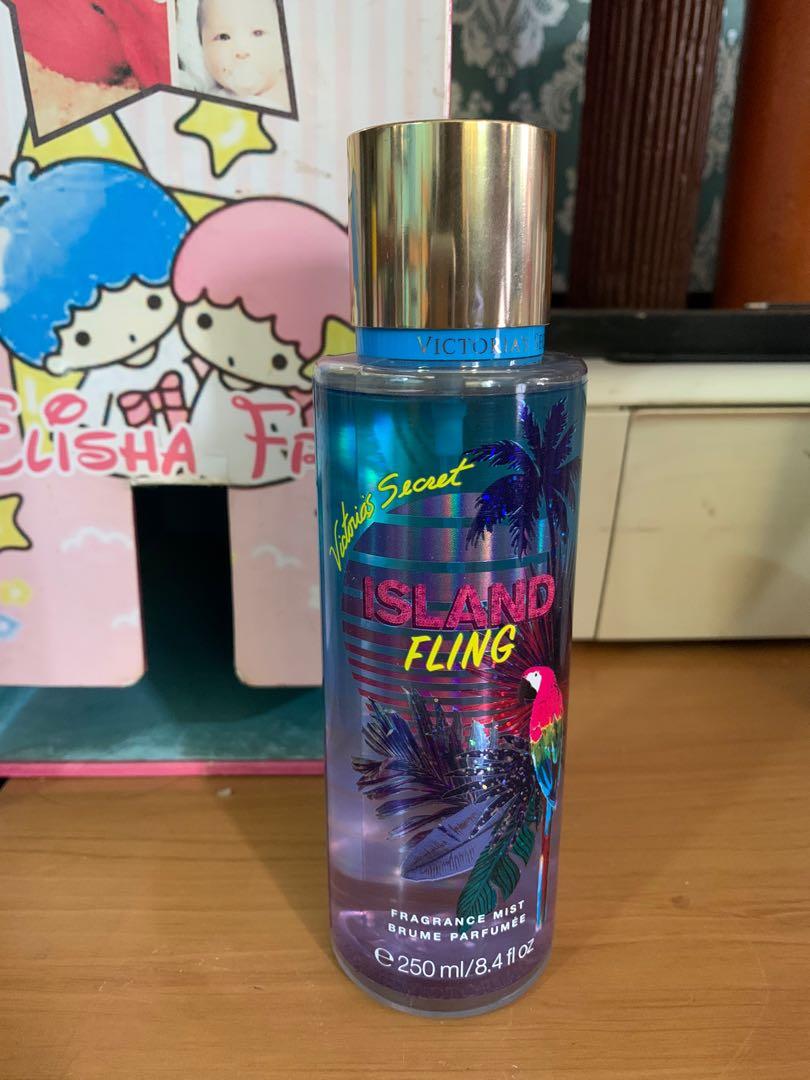 ELISHA
VICTORIA'S
Victoria's Secret
ISLAND
FLING
FRAGRANCE MIST
BRUME PARFUMÉE
e 250 ml/8.4 fl oz